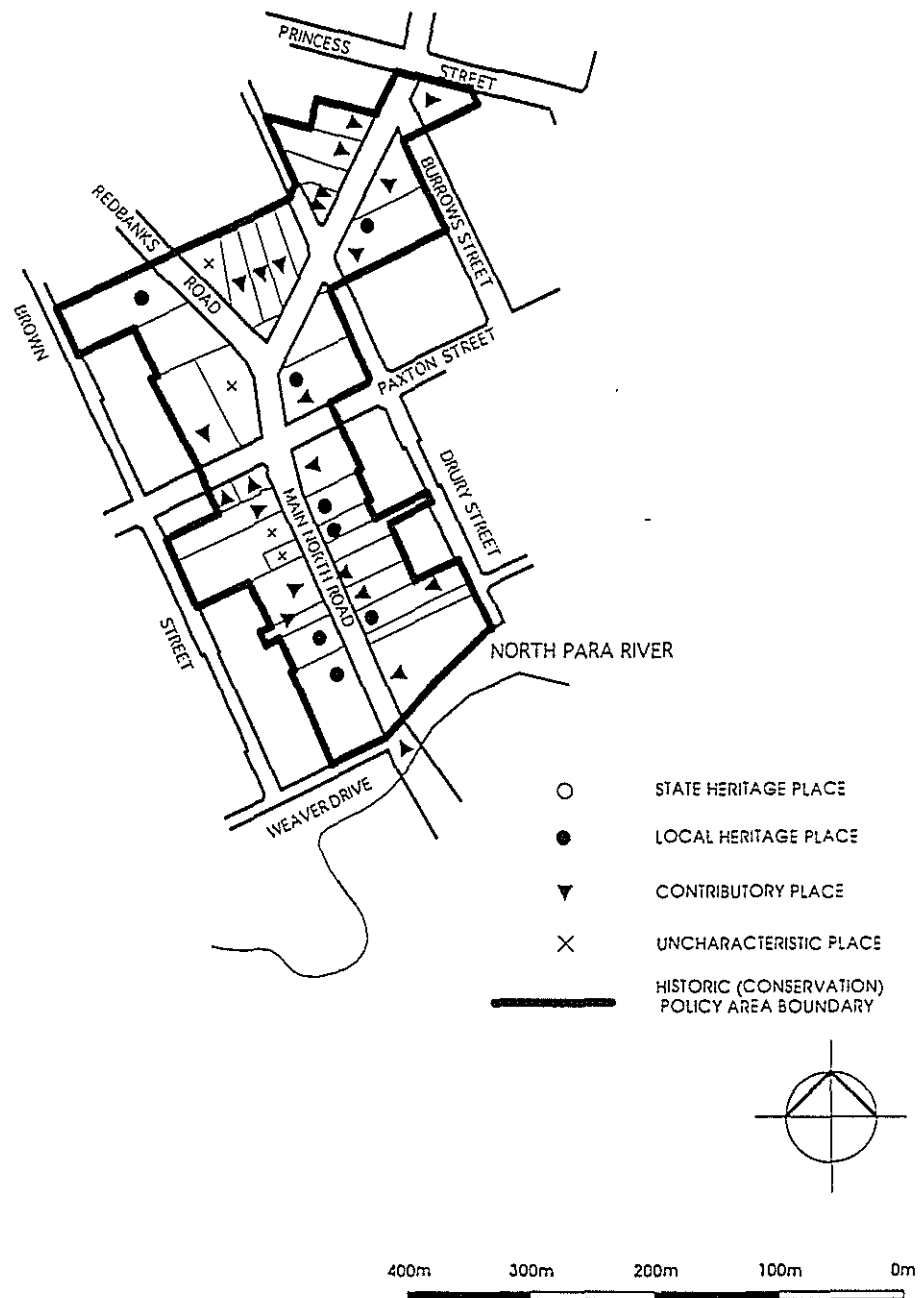 PRINCESS
STREET
BURROWS STREET
REDBANKS
ROAD
BROWN
PAXTON STREET
DRURY STREET
MAIN NORTH ROAD
STREET
NORTH PARA RIVER
WEAVER DRIVE
STATE HERITAGE PLACE
LOCAL HERITAGE PLACE
CONTRIBUTORY PLACE
UNCHARACTERISTIC PLACE
HISTORIC (CONSERVATION)
POLICY AREA BOUNDARY
400m 300m 200m 100m 0m